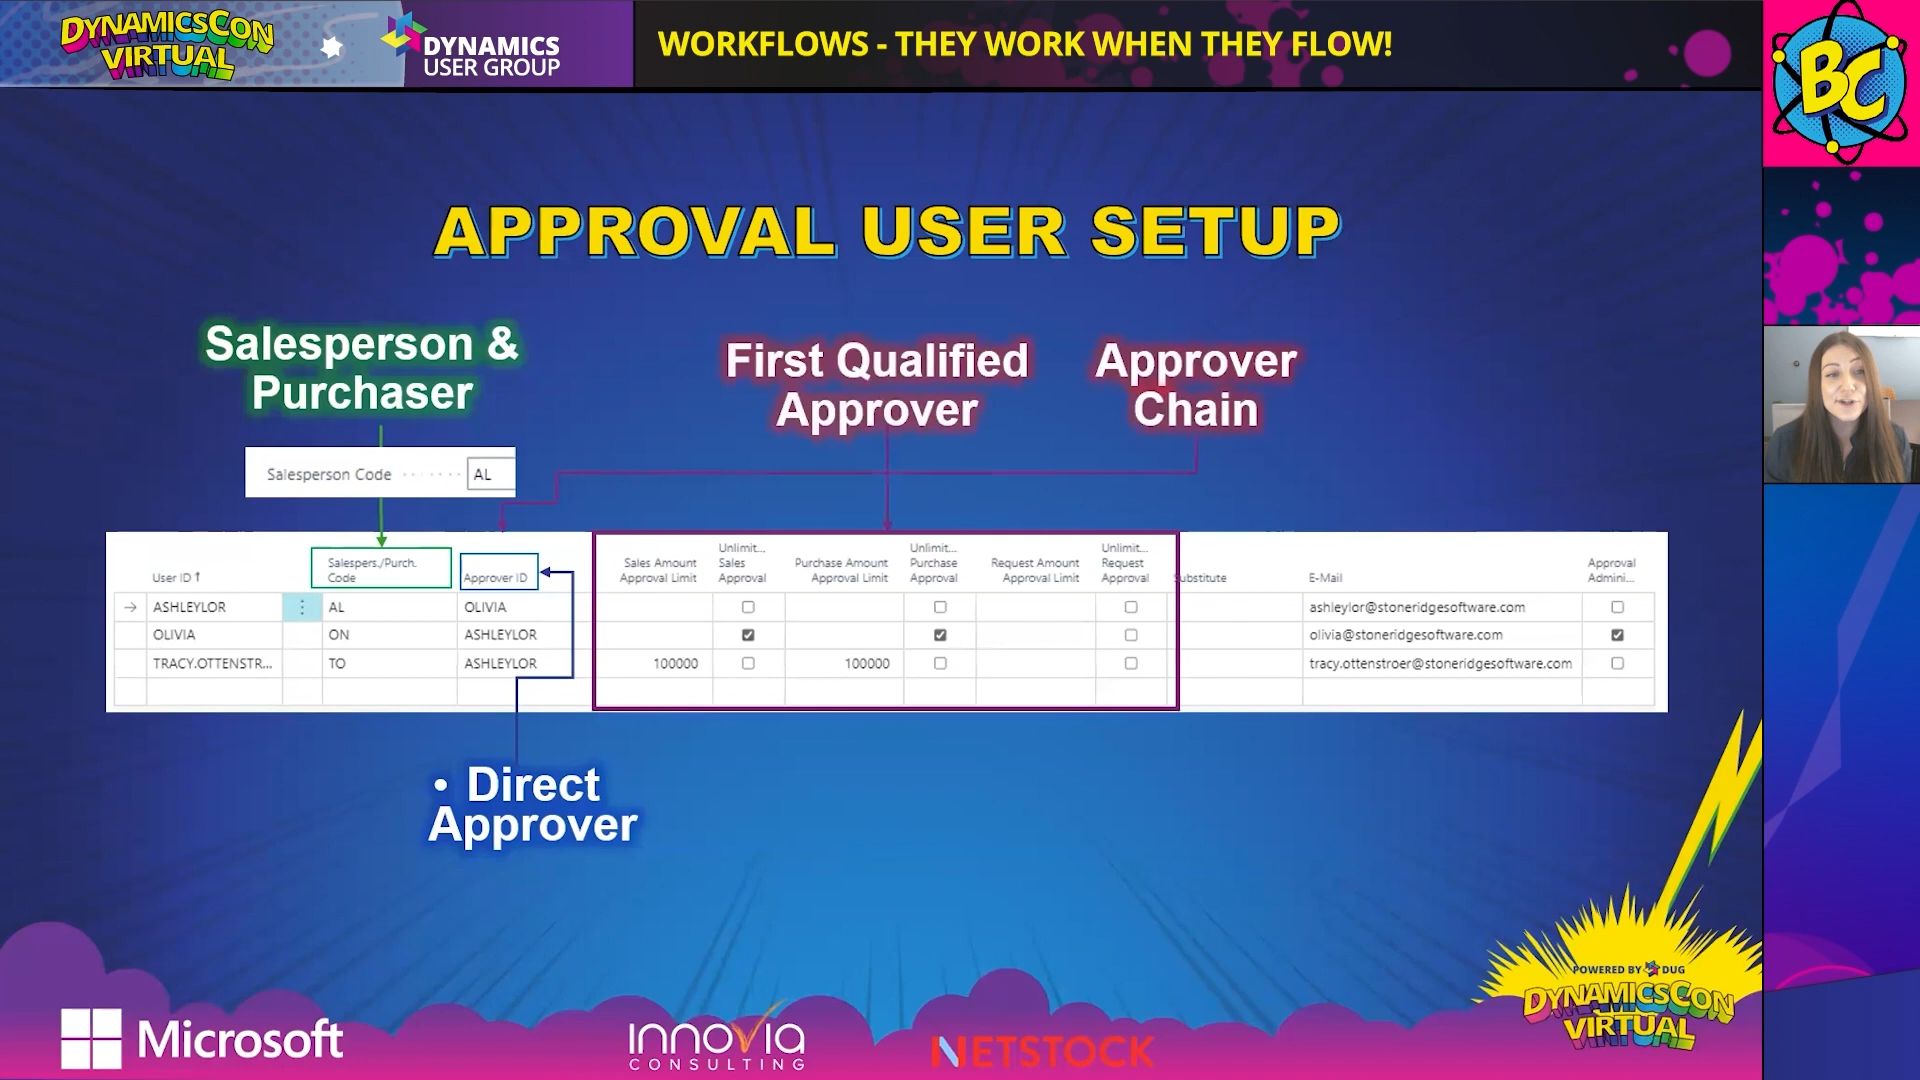 DYNAMICSCON
VIRTUAL
DYNAMICS
USER GROUP
WORKFLOWS - THEY WORK WHEN THEY FLOW!
BC
APPROVAL USER SETUP
Salesperson &
Purchaser
First Qualified
Approver
Approver
Chain
Salesperson Code ······· AL
User ID ↑ Salespers./Purch. Code Approver ID Sales Amount Approval Limit Unlimit... Sales Approval Purchase Amount Approval Limit Unlimit... Purchase Approval Request Amount Approval Limit Unlimit... Request Approval ubstitute E-Mail Approval Admini...
→ ASHLEYLOR AL OLIVIA ashleylor@stoneridgesoftware.com
OLIVIA ON ASHLEYLOR olivia@stoneridgesoftware.com
TRACY.OTTENSTR... TO ASHLEYLOR 100000 100000 tracy.ottenstroer@stoneridgesoftware.com
• Direct
Approver
POWERED BY DUG
DYNAMICSCON
VIRTUAL
Microsoft
innovia
CONSULTING
NETSTOCK